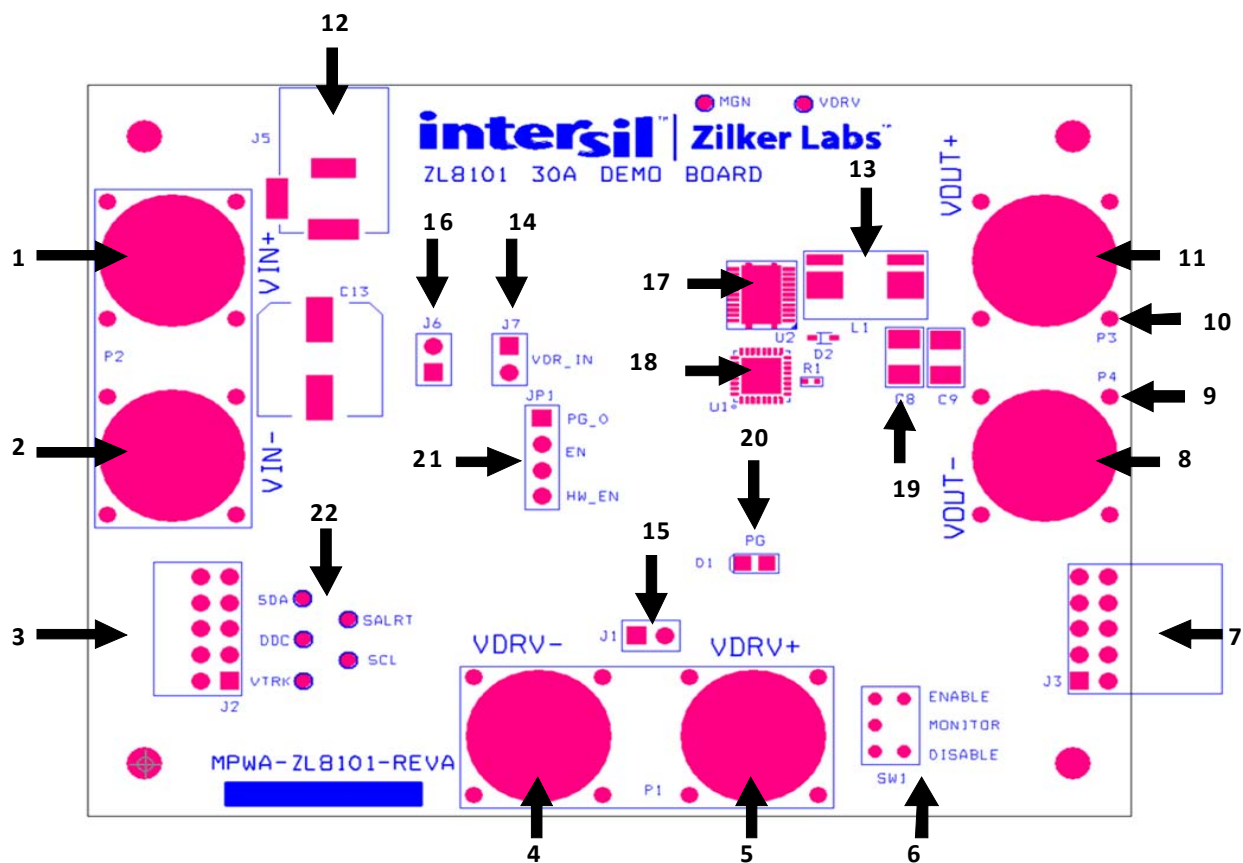 12
MGN
VDRV
J5
intersil™
Zilker Labs™
ZL8101 30A DEMO BOARD
VOUT+
13
16
14
1
VIN+
17
11
C13
J6
J7
L1
10
U2
P2
VDR_IN
D2
P3
18
R1
P4
JP1
U1
C8
C9
9
PG_O
20
2
VIN-
21
EN
8
HW_EN
19
VOUT-
22
15
PG
D1
SDA
SALRT
3
DDC
J1
7
SCL
VDRV-
VDRV+
VTRK
J2
J3
ENABLE
MONITOR
DISABLE
MPWA-ZL8101-REVA
P1
SW1
4
5
6